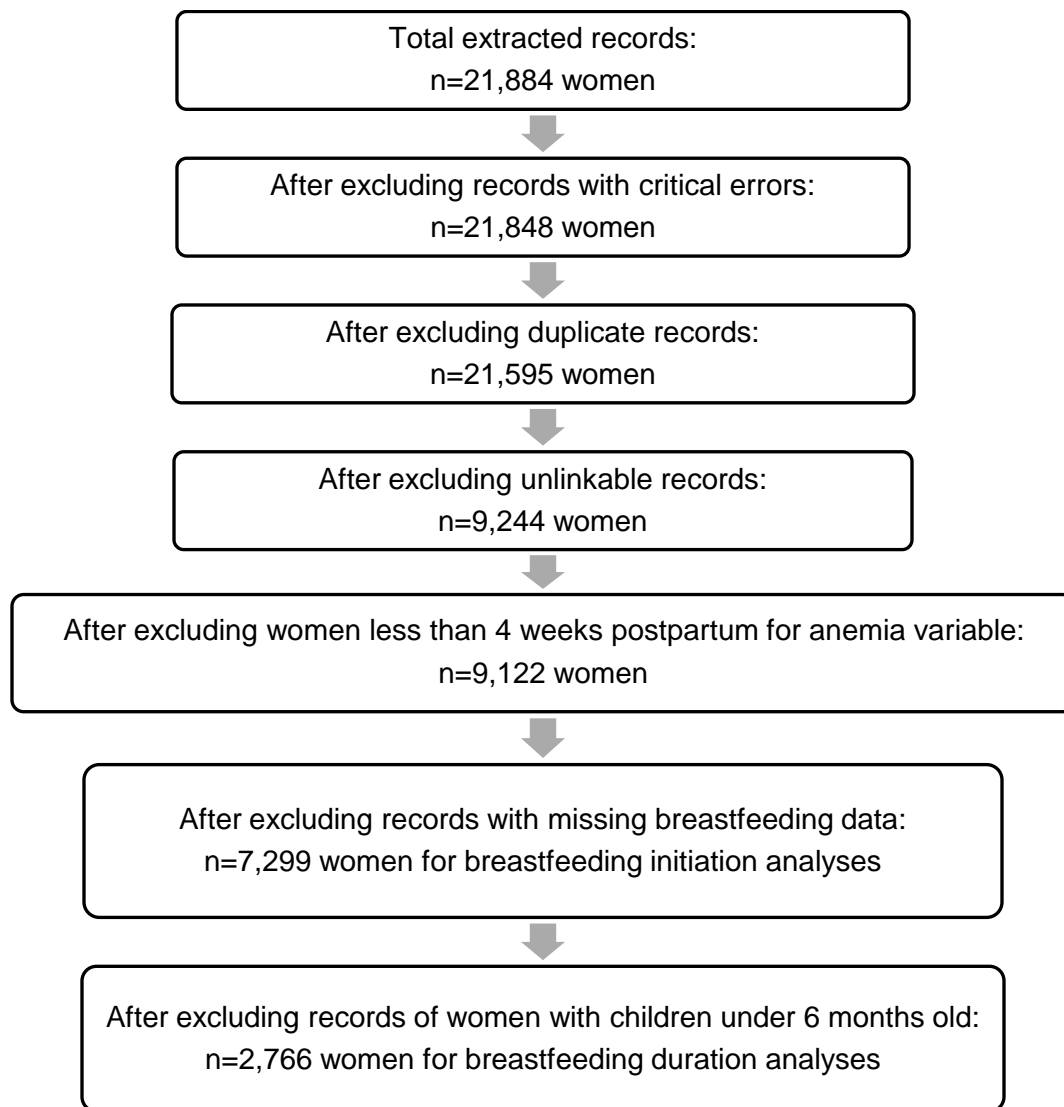 Total extracted records:
n=21,884 women
After excluding records with critical errors:
n=21,848 women
After excluding duplicate records:
n=21,595 women
After excluding unlinkable records:
n=9,244 women
After excluding women less than 4 weeks postpartum for anemia variable:
n=9,122 women
After excluding records with missing breastfeeding data:
n=7,299 women for breastfeeding initiation analyses
After excluding records of women with children under 6 months old:
n=2,766 women for breastfeeding duration analyses